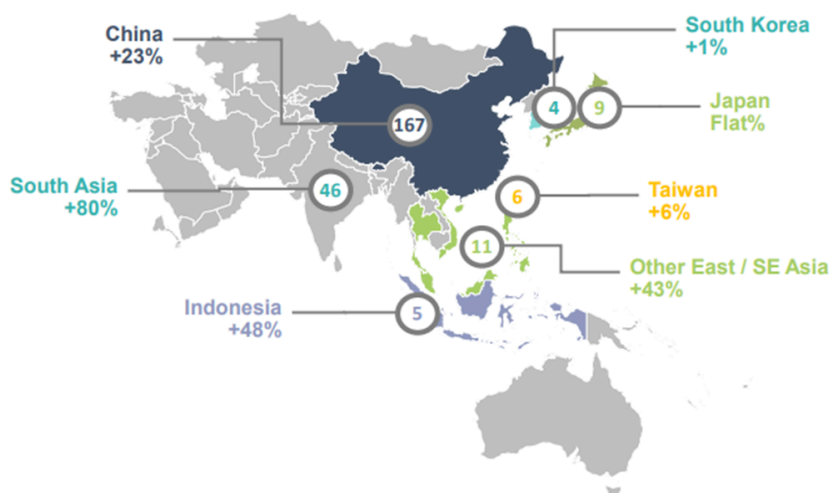 China
+23%
South Korea
+1%
4
9
Japan
Flat%
167
South Asia
+80%
46
6
Taiwan
+6%
11
Other East / SE Asia
+43%
Indonesia
+48%
5